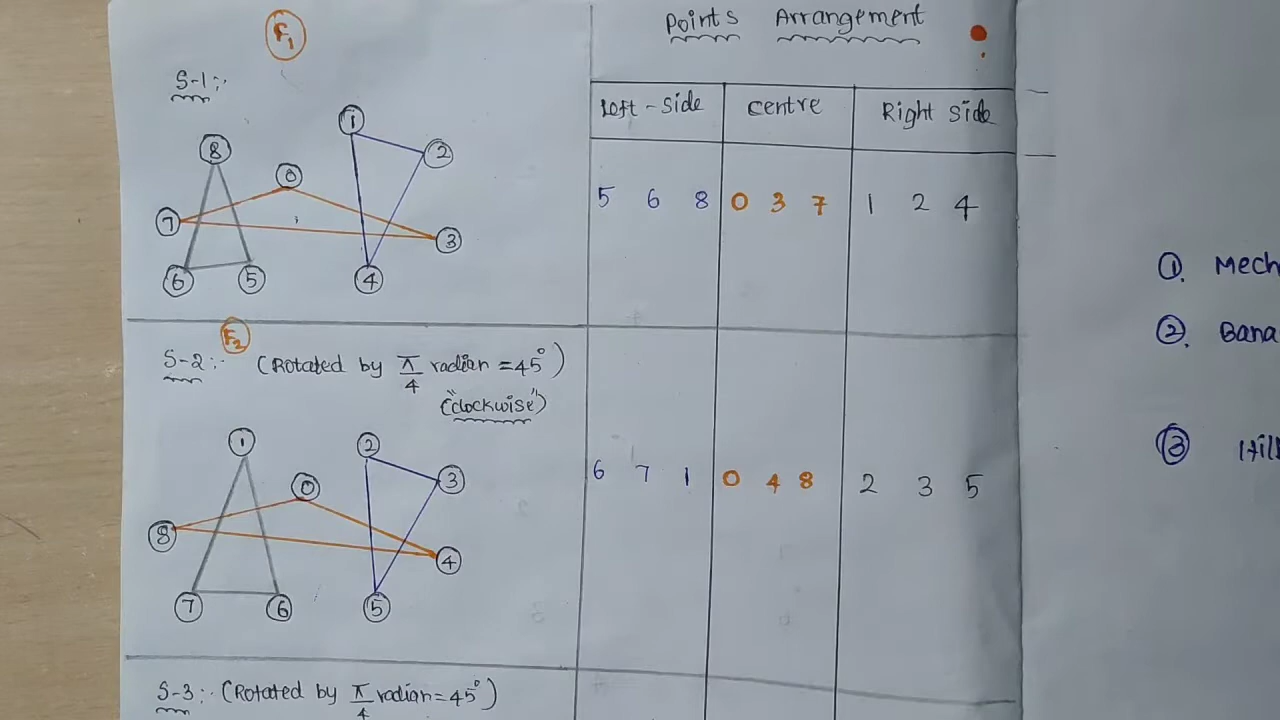 F1
Points Arrangement
S-1:-
Left-side Centre Right side
1
8
2
0
7
3
6 5 4
5 6 8 0 3 7 1 2 4
① Mech
② Bana
F2
S-2:- (Rotated by π/4 radian = 45°)
("clockwise")
1
2
3
0
8
4
7 6 5
6 7 1 0 4 8 2 3 5
③
S-3:- (Rotated by π/4 radian = 45°)